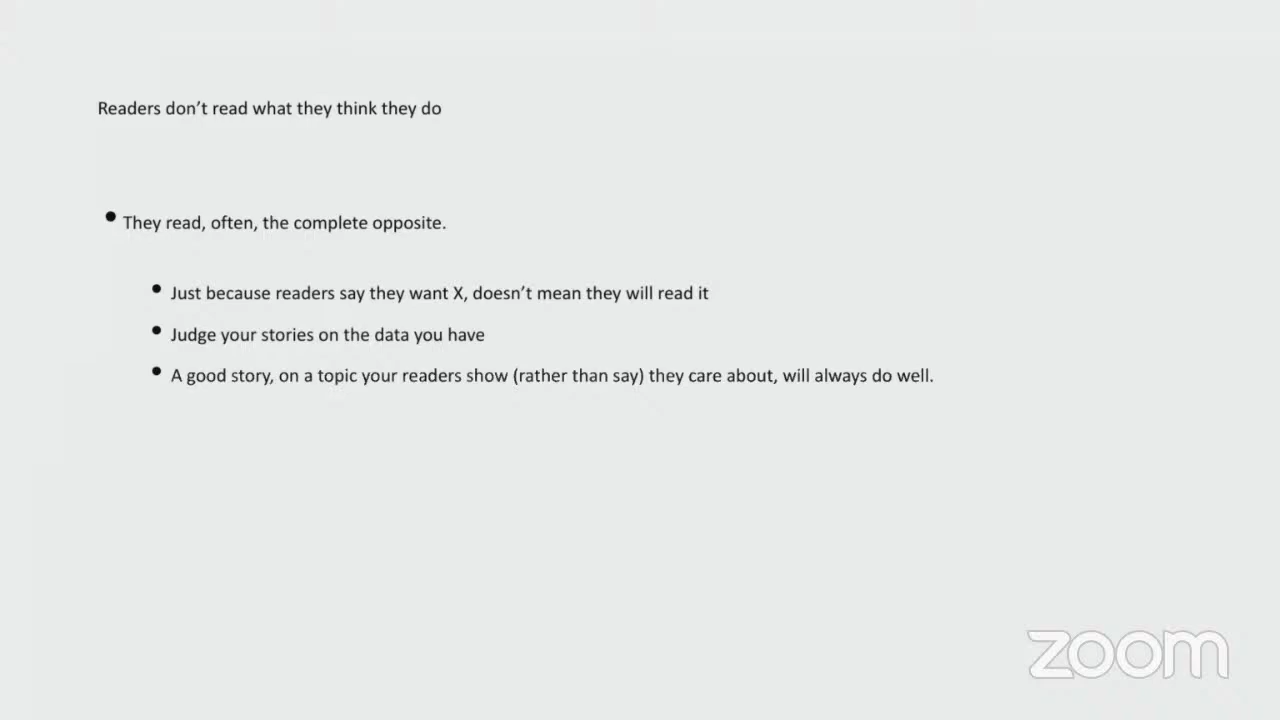 Readers don’t read what they think they do
• They read, often, the complete opposite.
• Just because readers say they want X, doesn’t mean they will read it
• Judge your stories on the data you have
• A good story, on a topic your readers show (rather than say) they care about, will always do well.
zoom